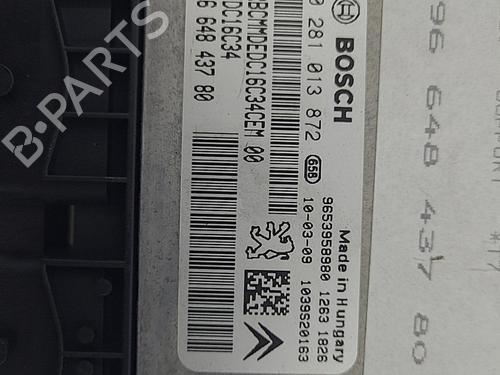 BOSCH
0 281 013 872
BCMMDEDC16C34CEM 00
DC16C34
6 648 437 80
658
Made in Hungary
9653958980 1263 1826
10-03-09
1039S20163
96 648 437 80
B-PARTS